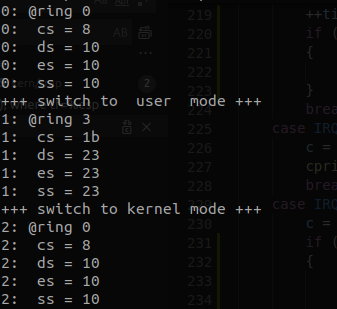 0: @ring 0
0:  cs = 8
0:  ds = 10
0:  es = 10
0:  ss = 10
+++ switch to  user  mode +++
1: @ring 3
1:  cs = 1b
1:  ds = 23
1:  es = 23
1:  ss = 23
+++ switch to kernel mode +++
2: @ring 0
2:  cs = 8
2:  ds = 10
2:  es = 10
2:  ss = 10
AB
2
219 ++ti
220 if (
221 {
222
223 }
224 brea
225 case IRQ
226 c =
227 cpri
228 brea
229 case IRQ
230 c =
231 if (
232 {
233
234